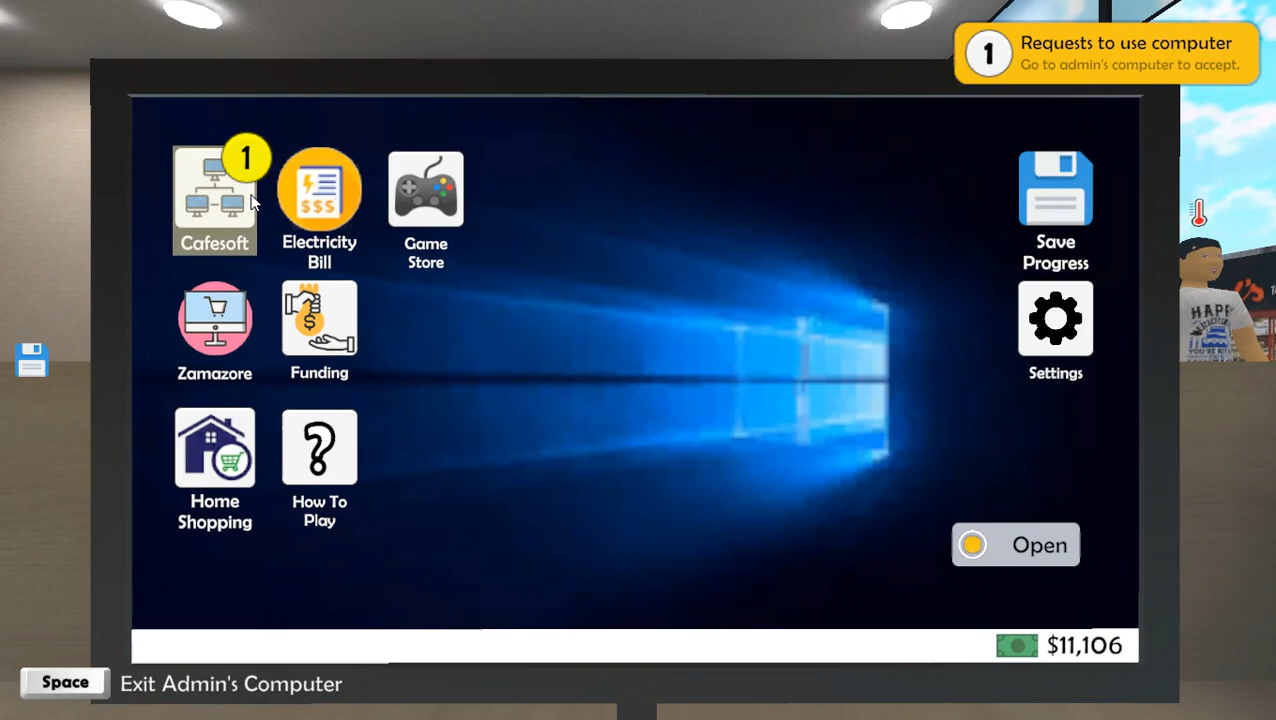 1 Requests to use computer
Go to admin's computer to accept.
1
$$$
Cafesoft
Electricity
Bill
Game
Store
Save
Progress
$
Zamazore
Funding
Settings
HAPP
?
Home
Shopping
How To
Play
Open
$11,106
Space Exit Admin's Computer